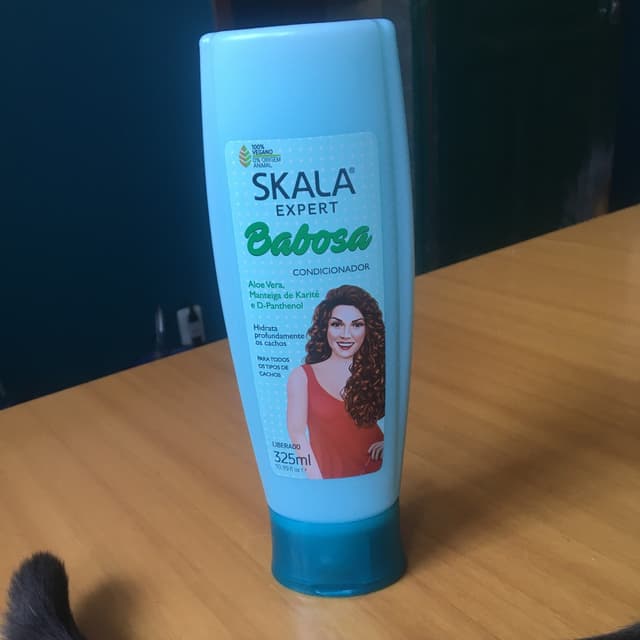 100%
VEGANO
0% ORIGEM
ANIMAL
SKALA®
EXPERT
Babosa
CONDICIONADOR
Aloe Vera,
Manteiga de Karité
e D-Panthenol
Hidrata
profundamente
os cachos
PARA TODOS
OS TIPOS DE
CACHOS
LIBERADO
325ml